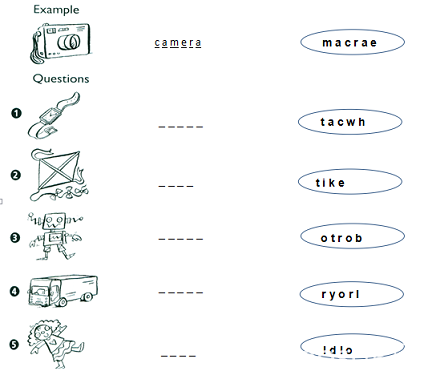 Example
camera macrae
Questions
1 _ _ _ _ _ tacwh
2 _ _ _ _ tike
3 _ _ _ _ _ otrob
4 _ _ _ _ _ ryorl
5 _ _ _ _